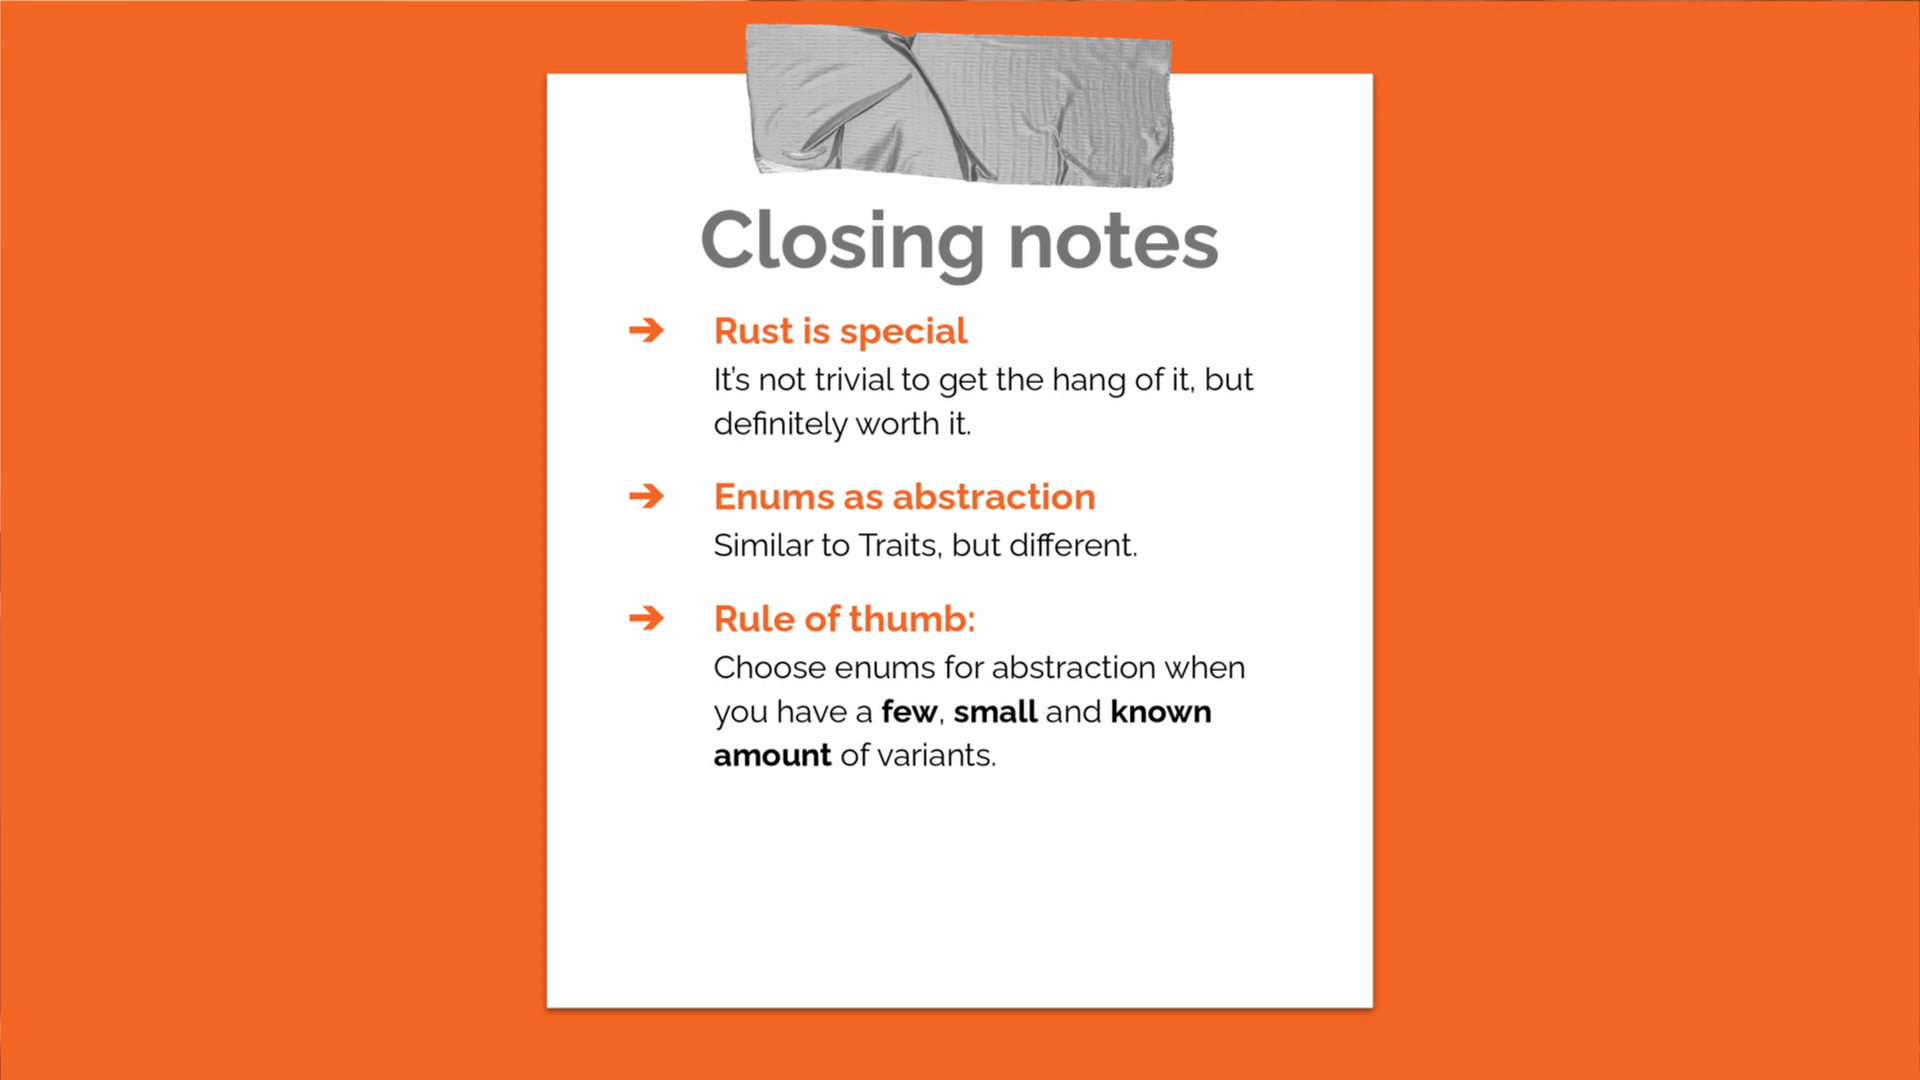 Closing notes
➔ Rust is special
It’s not trivial to get the hang of it, but
definitely worth it.
➔ Enums as abstraction
Similar to Traits, but different.
➔ Rule of thumb:
Choose enums for abstraction when
you have a few, small and known
amount of variants.